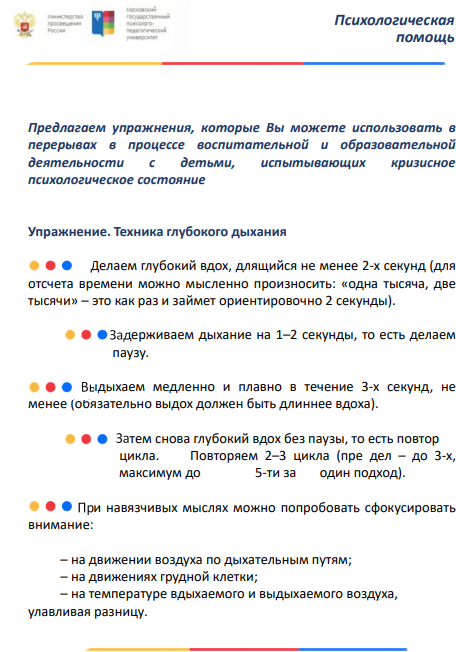 министерство
просвещения
России
московский
государственный
психолого-
педагогический
университет
Психологическая
помощь
Предлагаем упражнения, которые Вы можете использовать в
перерывах в процессе воспитательной и образовательной
деятельности с детьми, испытывающих кризисное
психологическое состояние
Упражнение. Техника глубокого дыхания
Делаем глубокий вдох, длящийся не менее 2-х секунд (для
отсчета времени можно мысленно произносить: «одна тысяча, две
тысячи» – это как раз и займет ориентировочно 2 секунды).
Задерживаем дыхание на 1–2 секунды, то есть делаем
паузу.
Выдыхаем медленно и плавно в течение 3-х секунд, не
менее (обязательно выдох должен быть длиннее вдоха).
Затем снова глубокий вдох без паузы, то есть повтор
цикла. Повторяем 2–3 цикла (пре дел – до 3-х,
максимум до 5-ти за один подход).
При навязчивых мыслях можно попробовать сфокусировать
внимание:
– на движении воздуха по дыхательным путям;
– на движениях грудной клетки;
– на температуре вдыхаемого и выдыхаемого воздуха,
улавливая разницу.